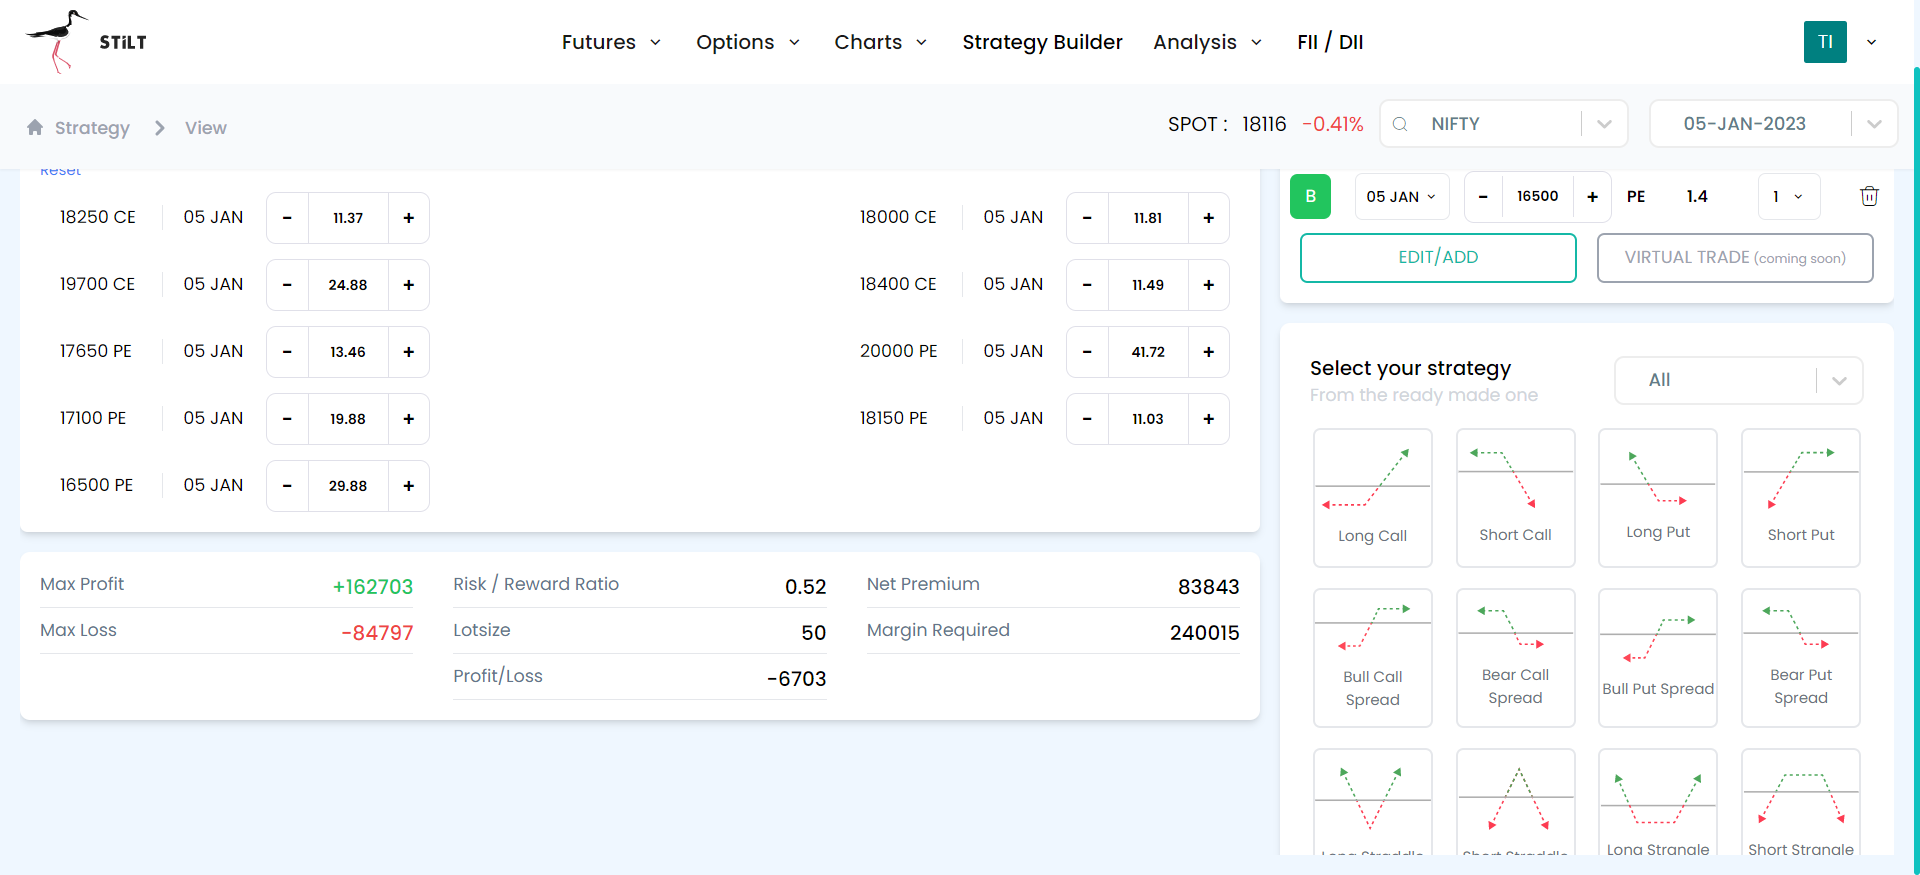 STiLT
Futures Options Charts Strategy Builder Analysis FII / DII
TI
Strategy View
SPOT : 18116 -0.41% NIFTY 05-JAN-2023
Reset
18250 CE 05 JAN - 11.37 +
18000 CE 05 JAN - 11.81 +
19700 CE 05 JAN - 24.88 +
18400 CE 05 JAN - 11.49 +
17650 PE 05 JAN - 13.46 +
20000 PE 05 JAN - 41.72 +
17100 PE 05 JAN - 19.88 +
18150 PE 05 JAN - 11.03 +
16500 PE 05 JAN - 29.88 +
Max Profit +162703
Risk / Reward Ratio 0.52
Net Premium 83843
Max Loss -84797
Lotsize 50
Margin Required 240015
Profit/Loss -6703
B 05 JAN - 16500 + PE 1.4 1
EDIT/ADD
VIRTUAL TRADE (coming soon)
Select your strategy
From the ready made one
All
Long Call
Short Call
Long Put
Short Put
Bull Call
Spread
Bear Call
Spread
Bull Put Spread
Bear Put
Spread
Long Straddle
Short Straddle
Long Strangle
Short Strangle